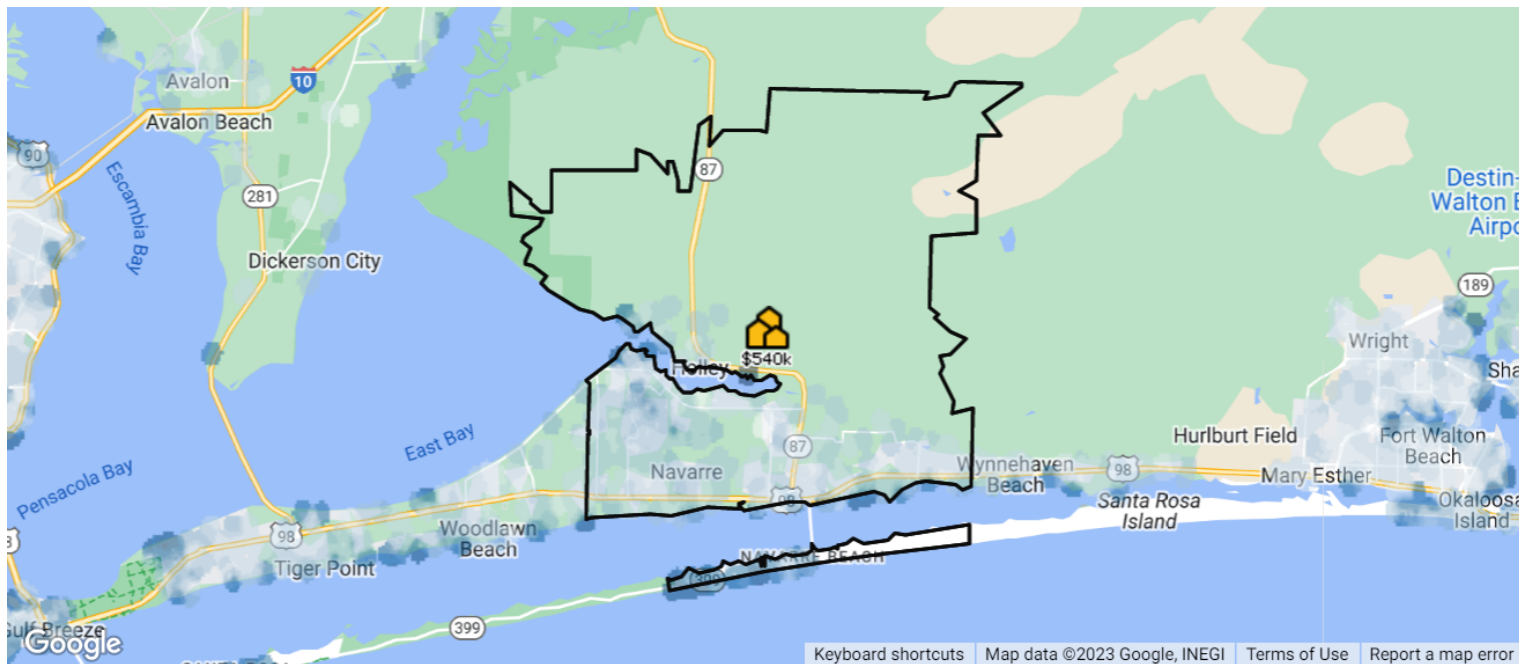 Avalon
10
Avalon Beach
90
Escambia Bay
87
281
Destin-
Walton B
Airpo
Dickerson City
189
$540k
Wright
Holley
Sha
East Bay
87
Hurlburt Field
Fort Walton
Beach
Navarre
Wynnehaven
Beach
98
Mary Esther
Pensacola Bay
98
Santa Rosa
Island
Okaloosa
Island
98
Woodlawn
Beach
NAVARRE BEACH
Tiger Point
399
399
Gulf Breeze
Google
Keyboard shortcuts
Map data ©2023 Google, INEGI
Terms of Use
Report a map error